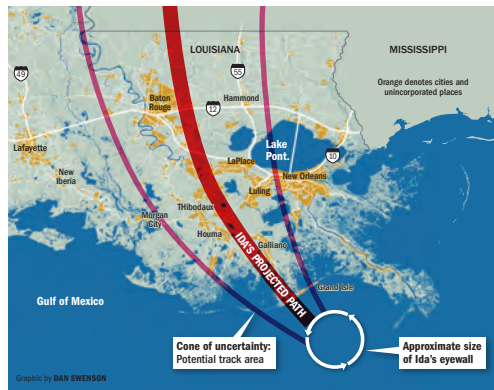 LOUISIANA
MISSISSIPPI
49
55
Orange denotes cities and
unincorporated places
Baton
Rouge
Hammond
12
Lafayette
Lake
Pont.
10
LaPlace
New
Iberia
New Orleans
Luling
THibodaux
Morgan
City
Houma
Galliano
IDA'S PROJECTED PATH
Grand Isle
Gulf of Mexico
Cone of uncertainty:
Potential track area
Approximate size
of Ida's eyewall
Graphic by DAN SWENSON